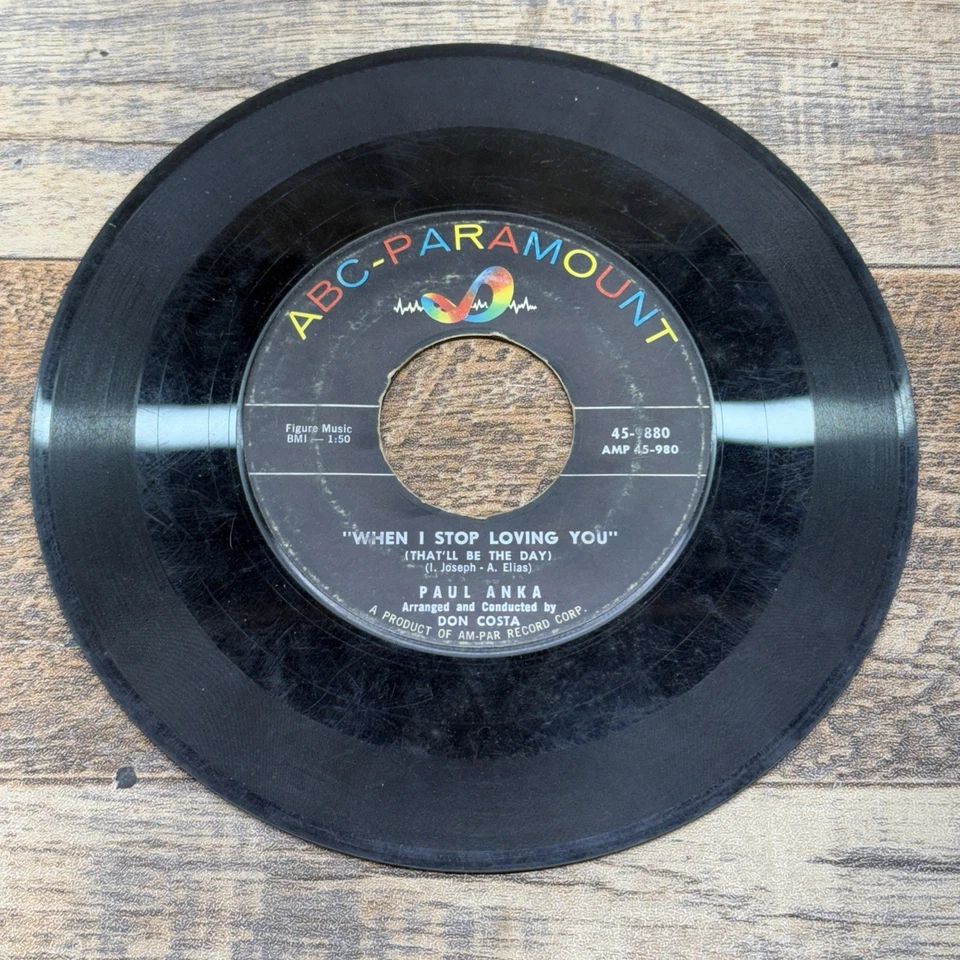 ABC-PARAMOUNT
Figure Music
BMI — 1:50
45-9880
AMP 45-980
"WHEN I STOP LOVING YOU"
(THAT'LL BE THE DAY)
(I. Joseph - A. Elias)
PAUL ANKA
Arranged and Conducted by
DON COSTA
A PRODUCT OF AM-PAR RECORD CORP.